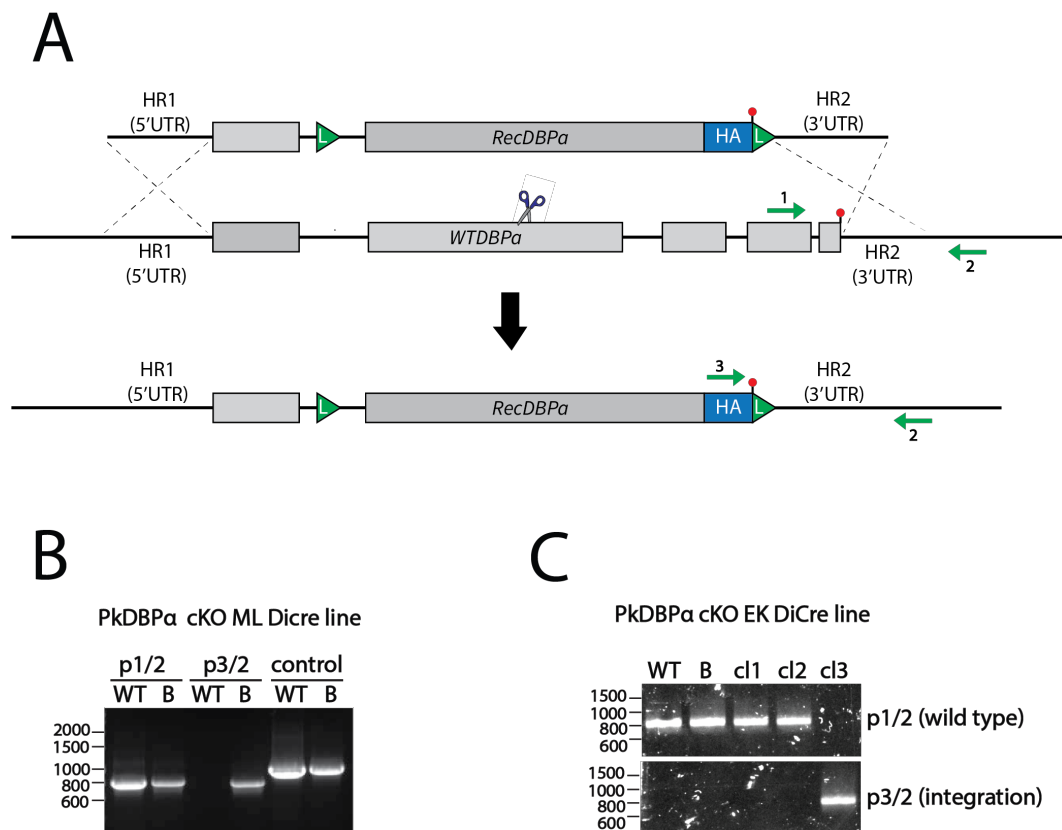 A
HR1
(5'UTR)
L
RecDBPa
HA
L
HR2
(3'UTR)
HR1
(5'UTR)
WTDBPa
1
HR2
(3'UTR)
2
HR1
(5'UTR)
L
RecDBPa
3
HA
L
HR2
(3'UTR)
2
B
PkDBPα cKO ML Dicre line
p1/2 p3/2 control
WT B WT B WT B
2000
1500
1000
800
600
C
PkDBPα cKO EK DiCre line
WT B cl1 cl2 cl3
1500
1000
800
600
p1/2 (wild type)
1500
1000
800
600
p3/2 (integration)